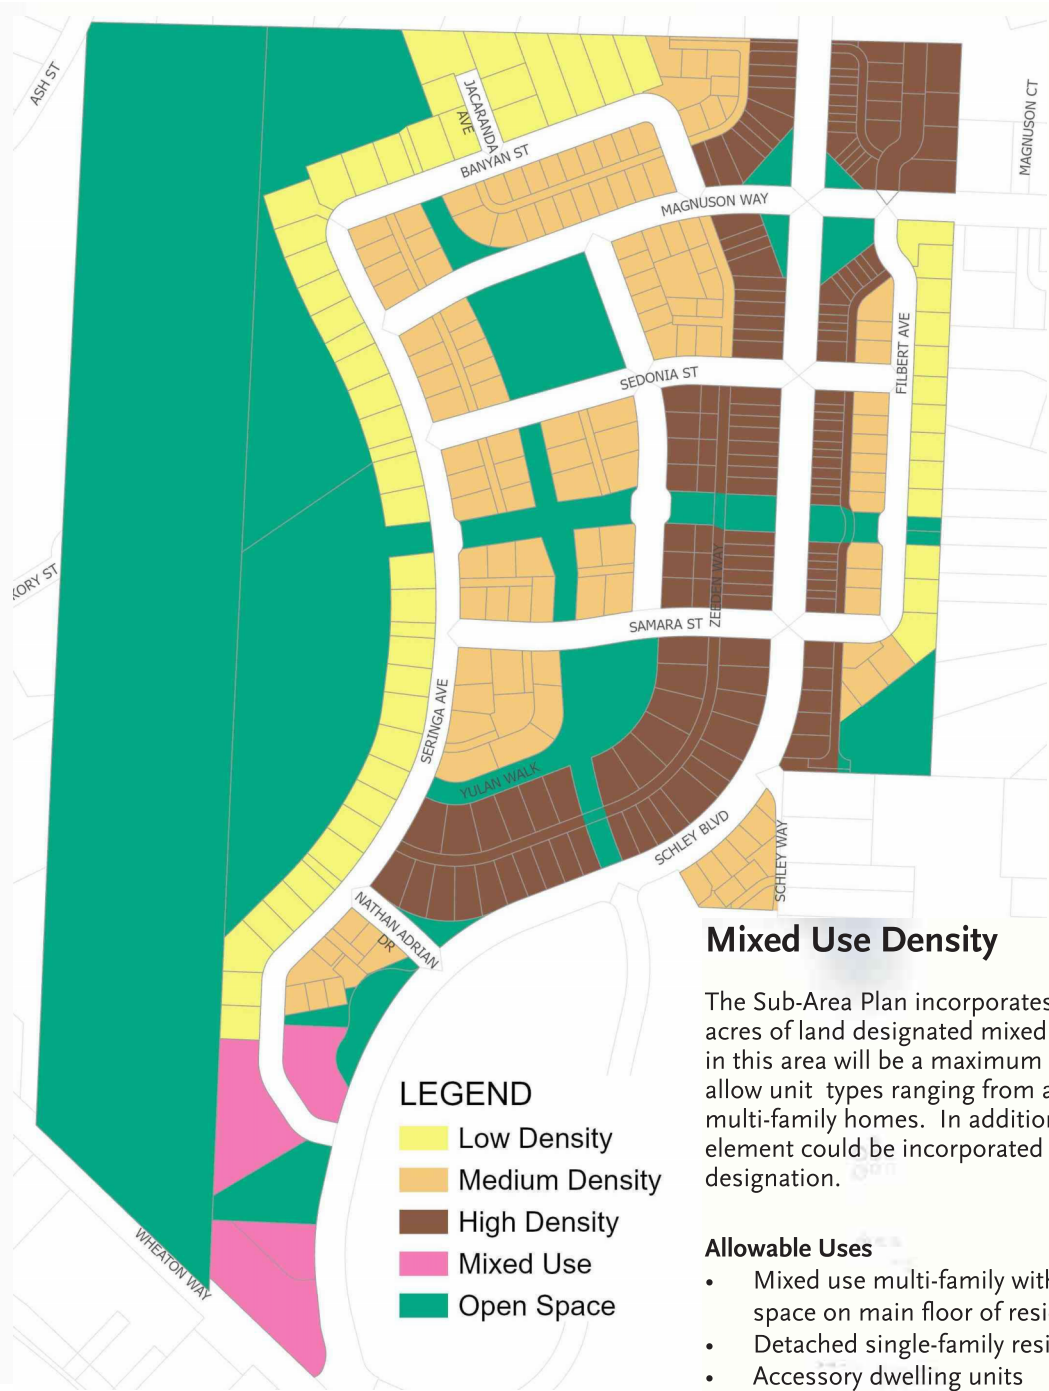 ASH ST
MAGNUSON CT
JACARANDA
AVE
BANYAN ST
MAGNUSON WAY
FILBERT AVE
SEDONIA ST
KORY ST
ZEEDEN WAY
SAMARA ST
SERINGA AVE
YULAN WALK
SCHLEY BLVD
SCHLEY WAY
NATHAN ADRIAN
DR
WHEATON WAY
LEGEND
Low Density
Medium Density
High Density
Mixed Use
Open Space
Mixed Use Density
The Sub-Area Plan incorporates
acres of land designated mixed
in this area will be a maximum
allow unit types ranging from a
multi-family homes. In addition
element could be incorporated
designation.
Allowable Uses
• Mixed use multi-family with
space on main floor of resi
• Detached single-family resi
• Accessory dwelling units